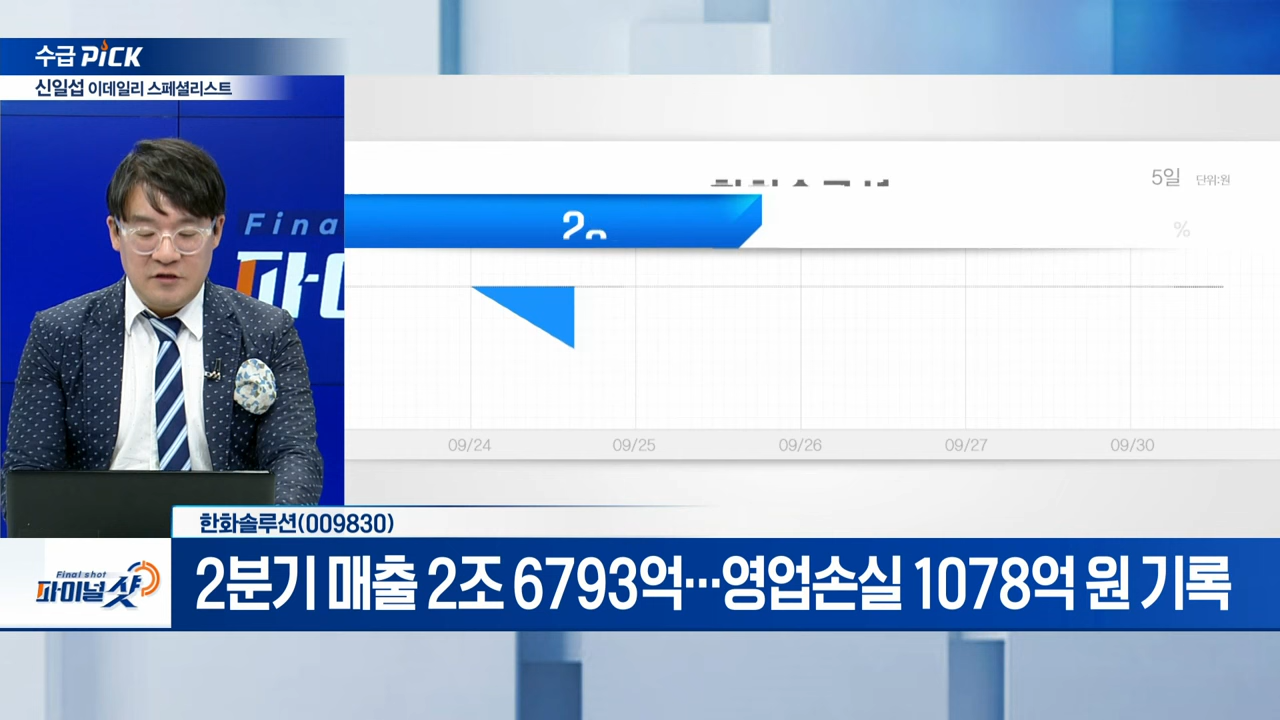 수급 PiCK
신일섭 이데일리 스페셜리스트
Fina
파이
5일 단위:원
%
09/24 09/25 09/26 09/27 09/30
한화솔루션(009830)
Final shot
파이널샷
2분기 매출 2조 6793억…영업손실 1078억 원 기록